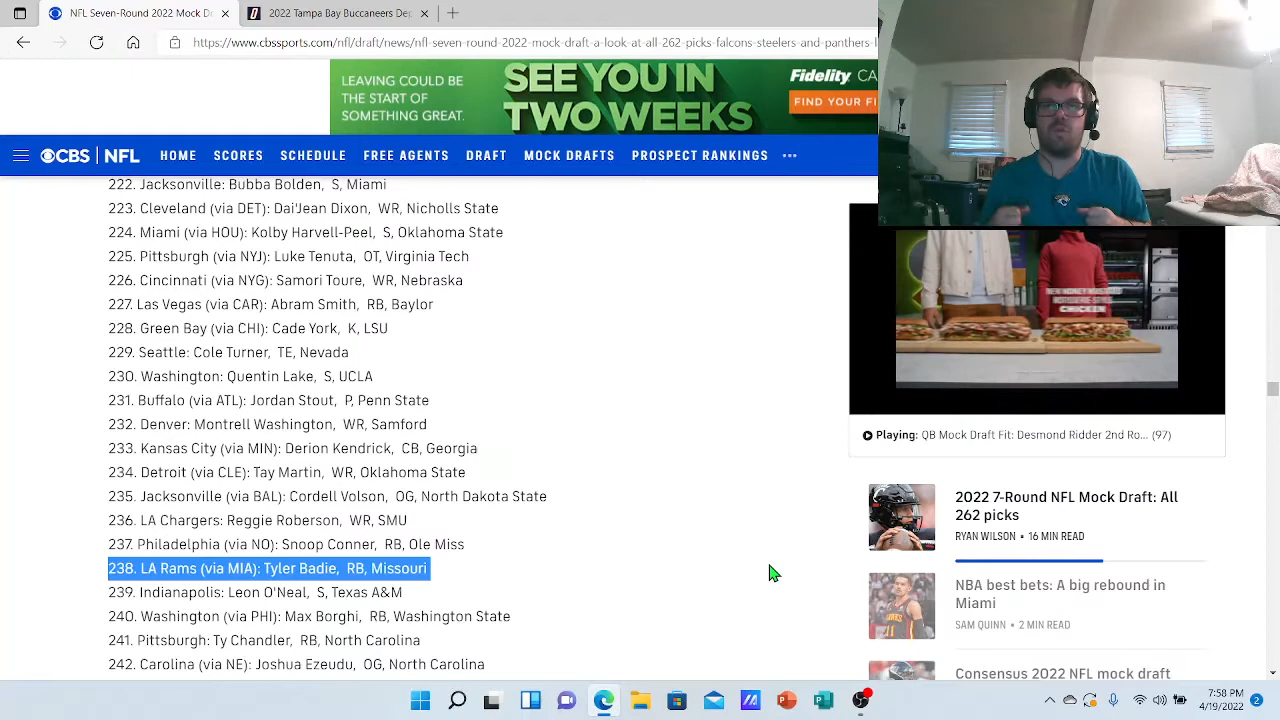 NFL Seven-Round 2022 Mock Draf
Tampa Bay Buccaneers Depth Ch
https://www.cbssports.com/nfl/draft/news/seven-round-2022-mock-draft-a-look-at-all-262-picks-falcons-steelers-and-panthers-
LEAVING COULD BE
THE START OF
SOMETHING GREAT.
SEE YOU IN
TWO WEEKS
Fidelity CA
FIND YOUR FI
CBS NFL HOME SCORES SCHEDULE FREE AGENTS DRAFT MOCK DRAFTS PROSPECT RANKINGS
222. Jacksonville: Bubba Bolden, S, Miami
223. Cleveland (via DET): Dai'Jean Dixon, WR, Nicholls State
224. Miami (via HOU): Kolby Harvell-Peel, S, Oklahoma State
225. Pittsburgh (via NYJ): Luke Tenuta, OT, Virginia Tech
226. Cincinnati (via NYG): Samori Toure, WR, Nebraska
227. Las Vegas (via CAR): Abram Smith, RB, Baylor
228. Green Bay (via CHI): Cade York, K, LSU
229. Seattle: Cole Turner, TE, Nevada
230. Washington: Quentin Lake, S, UCLA
231. Buffalo (via ATL): Jordan Stout, P, Penn State
232. Denver: Montrell Washington, WR, Samford
233. Kansas City (via MIN): Derion Kendrick, CB, Georgia
238. Detroit (via CLE): Tay Martin, WR, Oklahoma State
235. Jacksonville (via BAL): Cordell Volson, OG, North Dakota State
236. LA Chargers: Reggie Roberson, WR, SMU
237. Philadelphia (via NO): Snoop Conner, RB, Ole Miss
238. LA Rams (via MIA): Tyler Badie, RB, Missouri
239. Indianapolis: Leon O'Neal, S, Texas A&M
240. Washington (via PHI): Max Borghi, RB, Washington State
241. Pittsburgh: Ty Chandler, RB, North Carolina
242. Carolina (via NE): Joshua Ezeudu, OG, North Carolina
Playing: QB Mock Draft Fit: Desmond Ridder 2nd Ro... (97)
2022 7-Round NFL Mock Draft: All
262 picks
RYAN WILSON • 16 MIN READ
NBA best bets: A big rebound in
Miami
SAM QUINN • 2 MIN READ
Consensus 2022 NFL mock draft
7:58 PM
4/19/2022
2